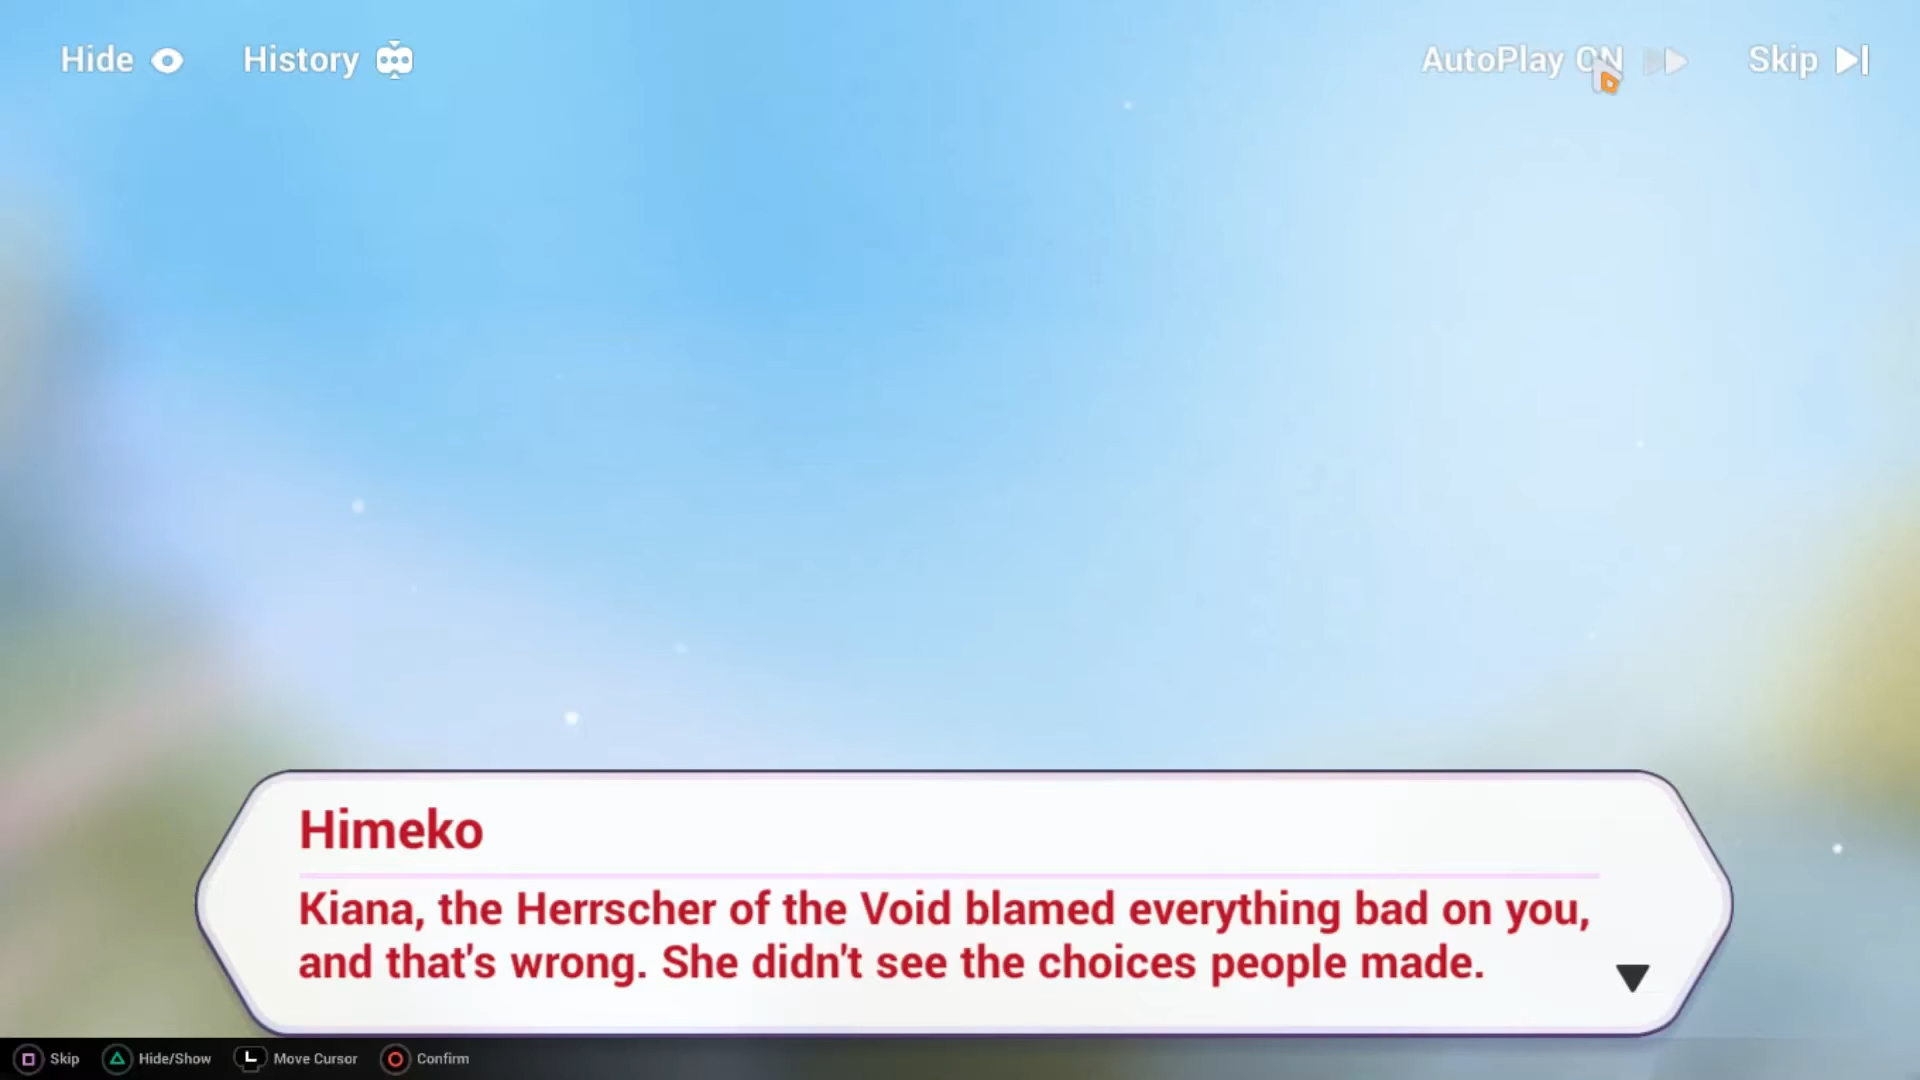 Hide
History
AutoPlay ON
Skip
Himeko
Kiana, the Herrscher of the Void blamed everything bad on you,
and that's wrong. She didn't see the choices people made.
Skip
Hide/Show
L
Move Cursor
Confirm